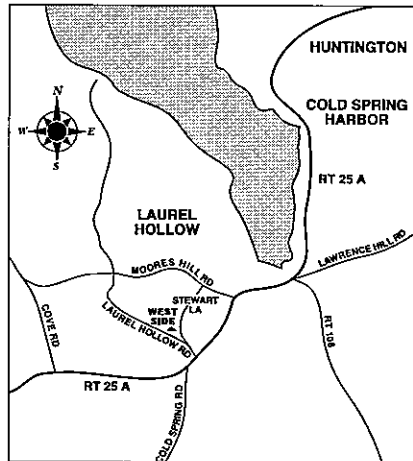 HUNTINGTON
COLD SPRING
HARBOR
N
W
E
S
RT 25 A
LAUREL
HOLLOW
LAWRENCE HILL RD
MOORES HILL RD
STEWART
LA
WEST
SIDE
LAUREL HOLLOW RD
COVE RD
RT 108
RT 25 A
COLD SPRING RD